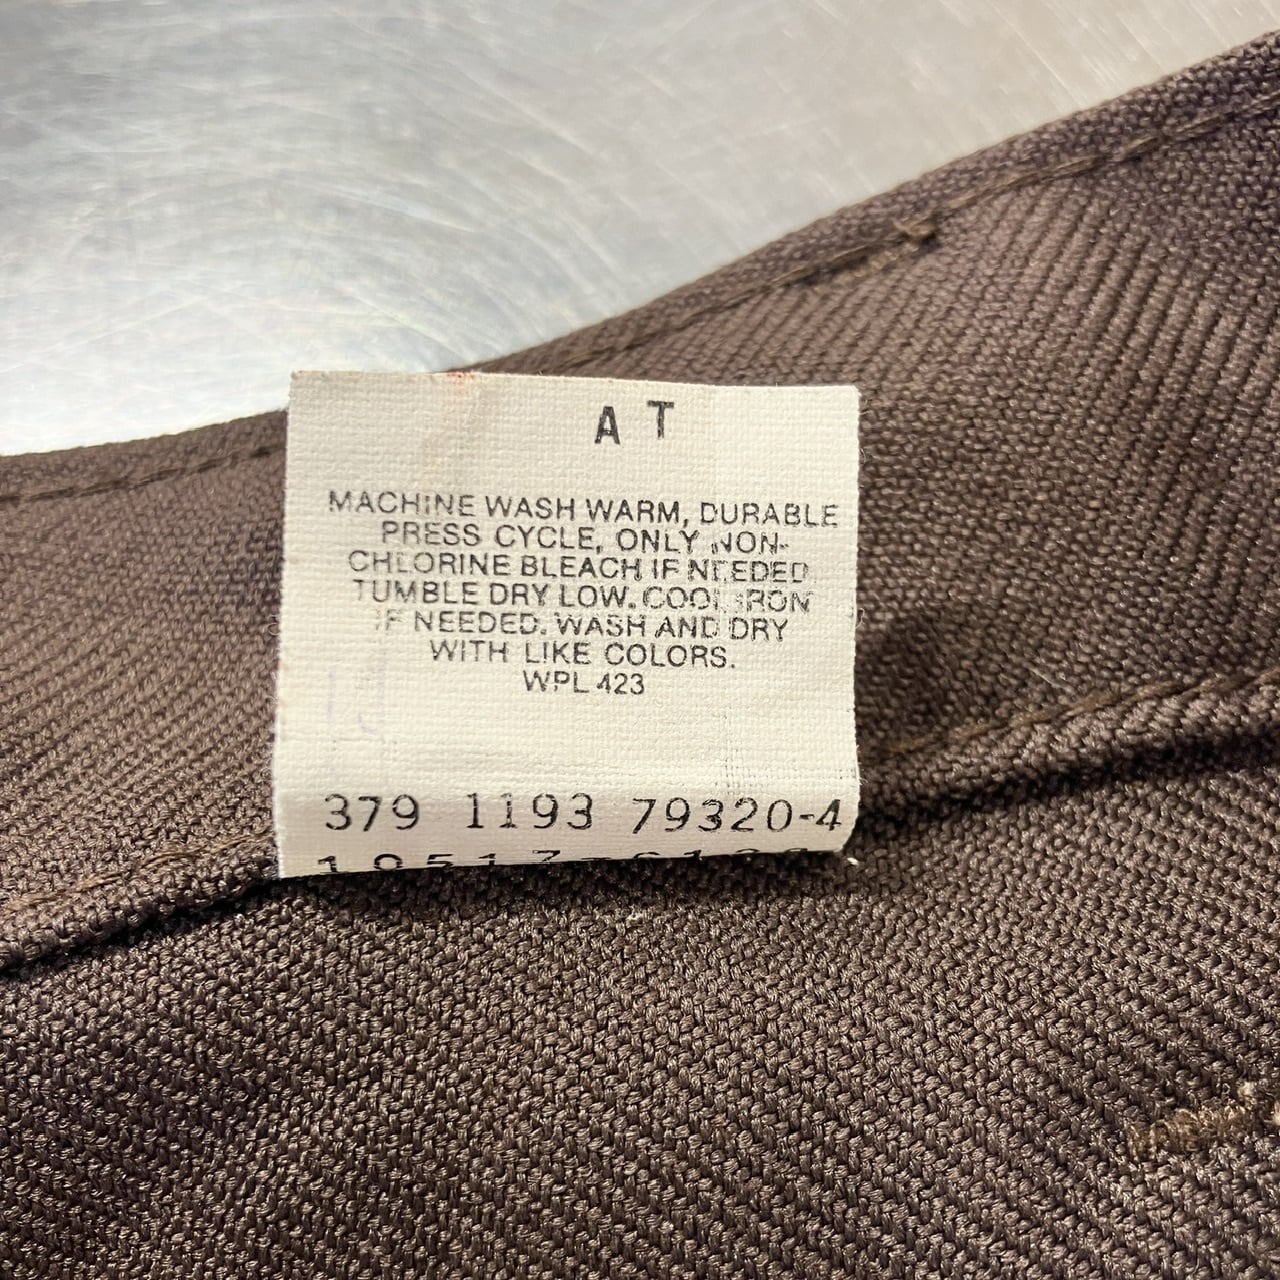 A T
MACHINE WASH WARM, DURABLE
PRESS CYCLE, ONLY NON-
CHLORINE BLEACH IF NEEDED
TUMBLE DRY LOW. COOL IRON
IF NEEDED. WASH AND DRY
WITH LIKE COLORS.
WPL 423
379 1193 79320-4